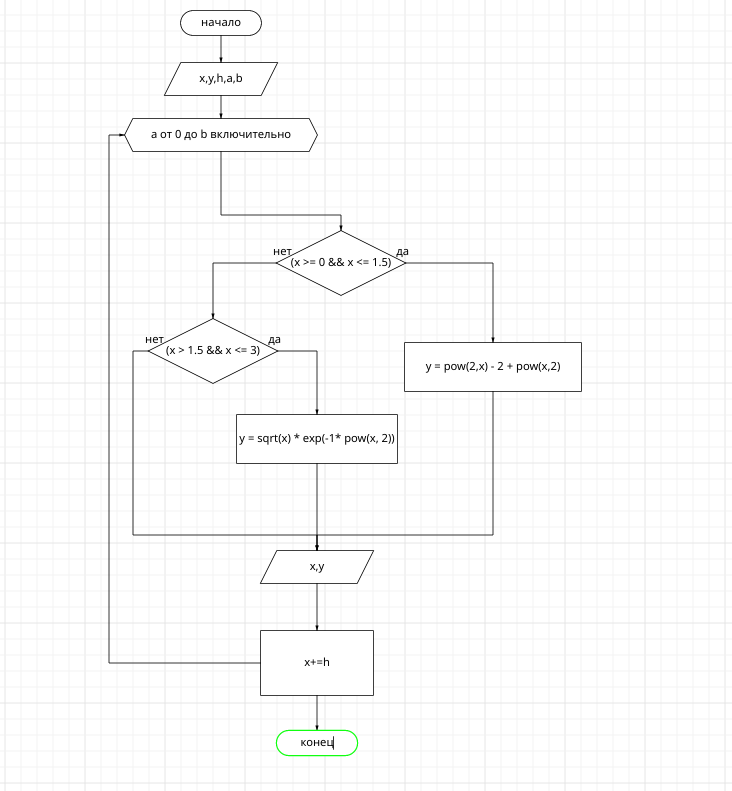 начало
x,y,h,a,b
a от 0 до b включительно
нет
да
(x >= 0 && x <= 1.5)
нет
да
(x > 1.5 && x <= 3)
y = pow(2,x) - 2 + pow(x,2)
y = sqrt(x) * exp(-1* pow(x, 2))
x,y
x+=h
конец